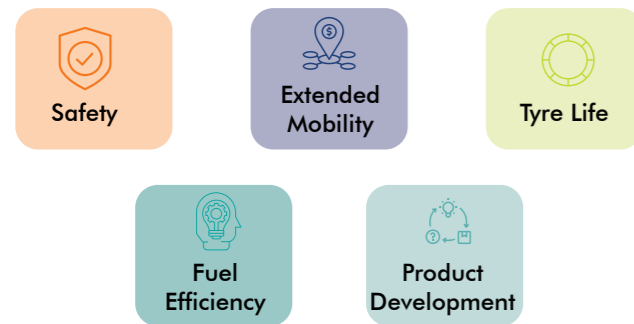 Safety
Extended
Mobility
Tyre Life
Fuel
Efficiency
Product
Development